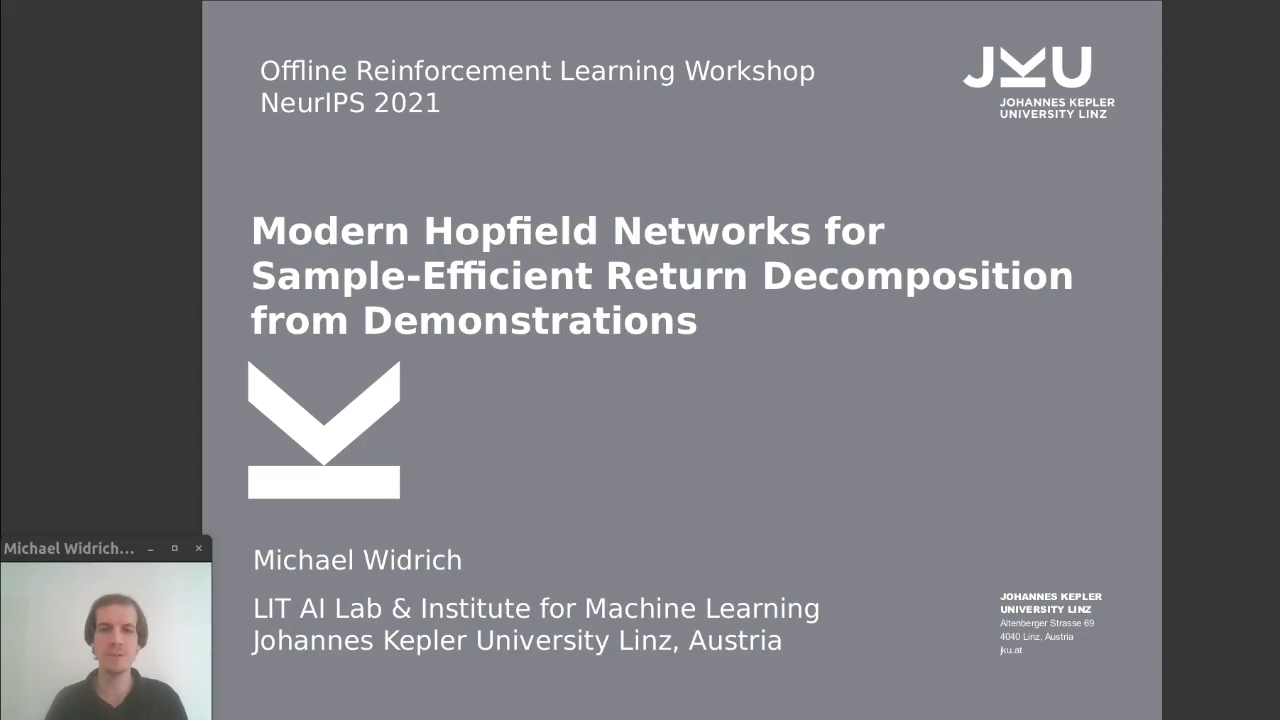 Offline Reinforcement Learning Workshop
NeurIPS 2021
JKU
JOHANNES KEPLER
UNIVERSITY LINZ
Modern Hopfield Networks for
Sample-Efficient Return Decomposition
from Demonstrations
Michael Widrich...
Michael Widrich
LIT AI Lab & Institute for Machine Learning
Johannes Kepler University Linz, Austria
JOHANNES KEPLER
UNIVERSITY LINZ
Altenberger Strasse 69
4040 Linz, Austria
jku.at